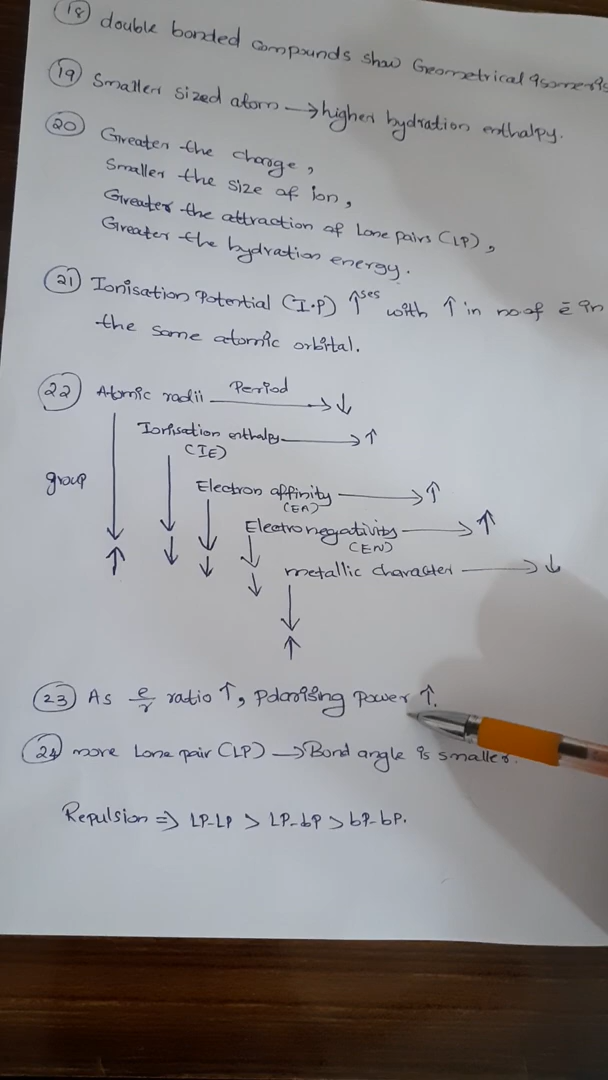 (18) double bonded compounds show Geometrical isomeris
(19) Smaller sized atom → higher hydration enthalpy.
(20) Greater the charge,
Smaller the size of ion,
Greater the attraction of Lone pairs (LP),
Greater the hydration energy.
(21) Ionisation Potential (I.P) ↑ses with ↑ in no of ē in
the same atomic orbital.
(22) Atomic radii Period → ↓
Ionisation enthalpy → ↑
(IE)
group
Electron affinity → ↑
(EA)
Electronegativity → ↑
(EN)
↑ ↓ ↓ ↓
metallic character → ↓
↑
(23) As e/r ratio ↑, Polarising Power ↑.
(24) more Lone pair (LP) → Bond angle is smaller.
Repulsion ⇒ LP-LP > LP-bP > bP-bP.